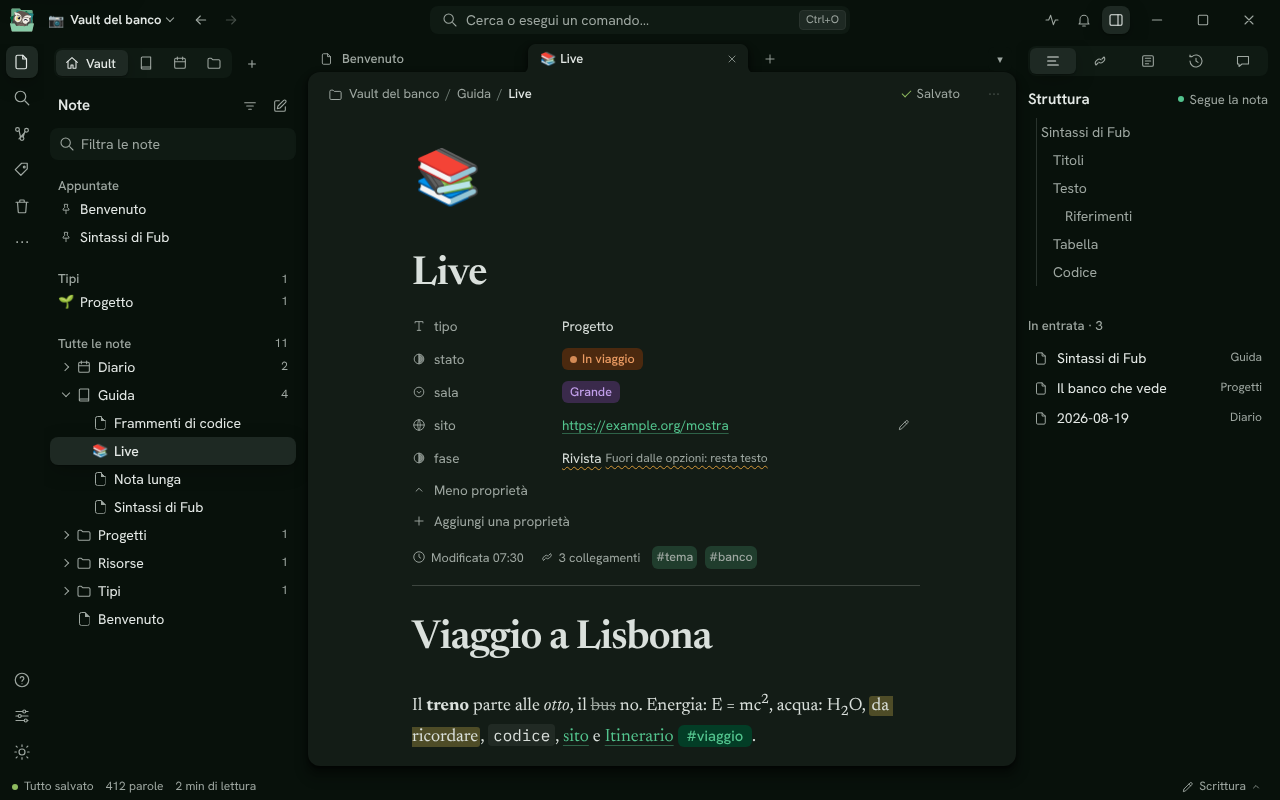 Vault del banco
Cerca o esegui un comando...
Ctrl+O
Vault
Benvenuto
Live
Note
Filtra le note
Appuntate
Benvenuto
Sintassi di Fub
Tipi 1
Progetto 1
Tutte le note 11
Diario 2
Guida 4
Frammenti di codice
Live
Nota lunga
Sintassi di Fub
Progetti 1
Risorse 1
Tipi 1
Benvenuto
Vault del banco / Guida / Live
Salvato
Live
tipo Progetto
stato In viaggio
sala Grande
sito https://example.org/mostra
fase Rivista Fuori dalle opzioni: resta testo
Meno proprietà
Aggiungi una proprietà
Modificata 07:30 3 collegamenti #tema #banco
Viaggio a Lisbona
Il treno parte alle otto, il bus no. Energia: E = mc², acqua: H₂O, da
ricordare, codice, sito e Itinerario #viaggio.
Struttura
Segue la nota
Sintassi di Fub
Titoli
Testo
Riferimenti
Tabella
Codice
In entrata · 3
Sintassi di Fub Guida
Il banco che vede Progetti
2026-08-19 Diario
Tutto salvato 412 parole 2 min di lettura
Scrittura